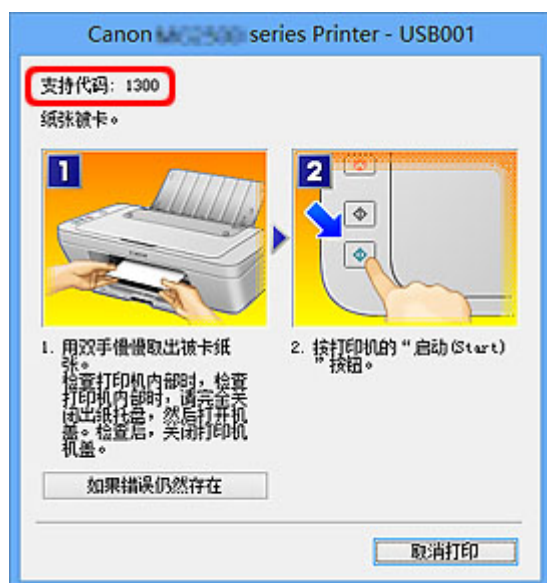 Canon series Printer - USB001
支持代码: 1300
纸张被卡。
1
2
1. 用双手慢慢取出被卡纸
张。
检查打印机内部时，检查
打印机内部时，请完全关
闭出纸托盘，然后打开机
盖。检查后，关闭打印机
机盖。
2. 按打印机的“启动(Start)
”按钮。
如果错误仍然存在
取消打印